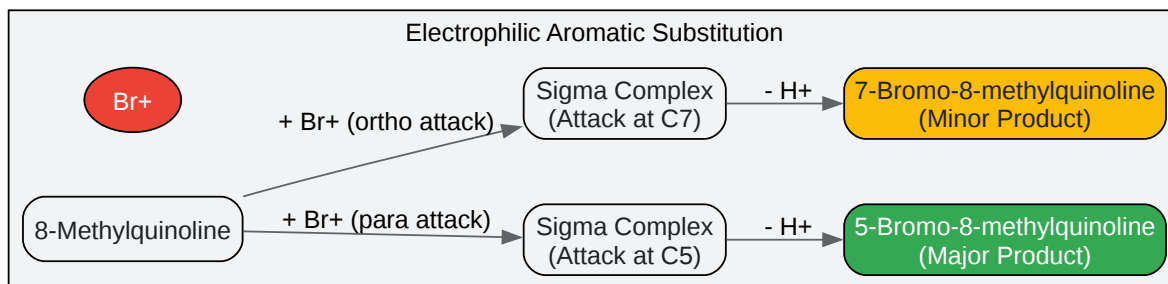 Electrophilic Aromatic Substitution
Br+
+ Br+ (ortho attack)
Sigma Complex
(Attack at C7)
- H+
7-Bromo-8-methylquinoline
(Minor Product)
8-Methylquinoline
+ Br+ (para attack)
Sigma Complex
(Attack at C5)
- H+
5-Bromo-8-methylquinoline
(Major Product)